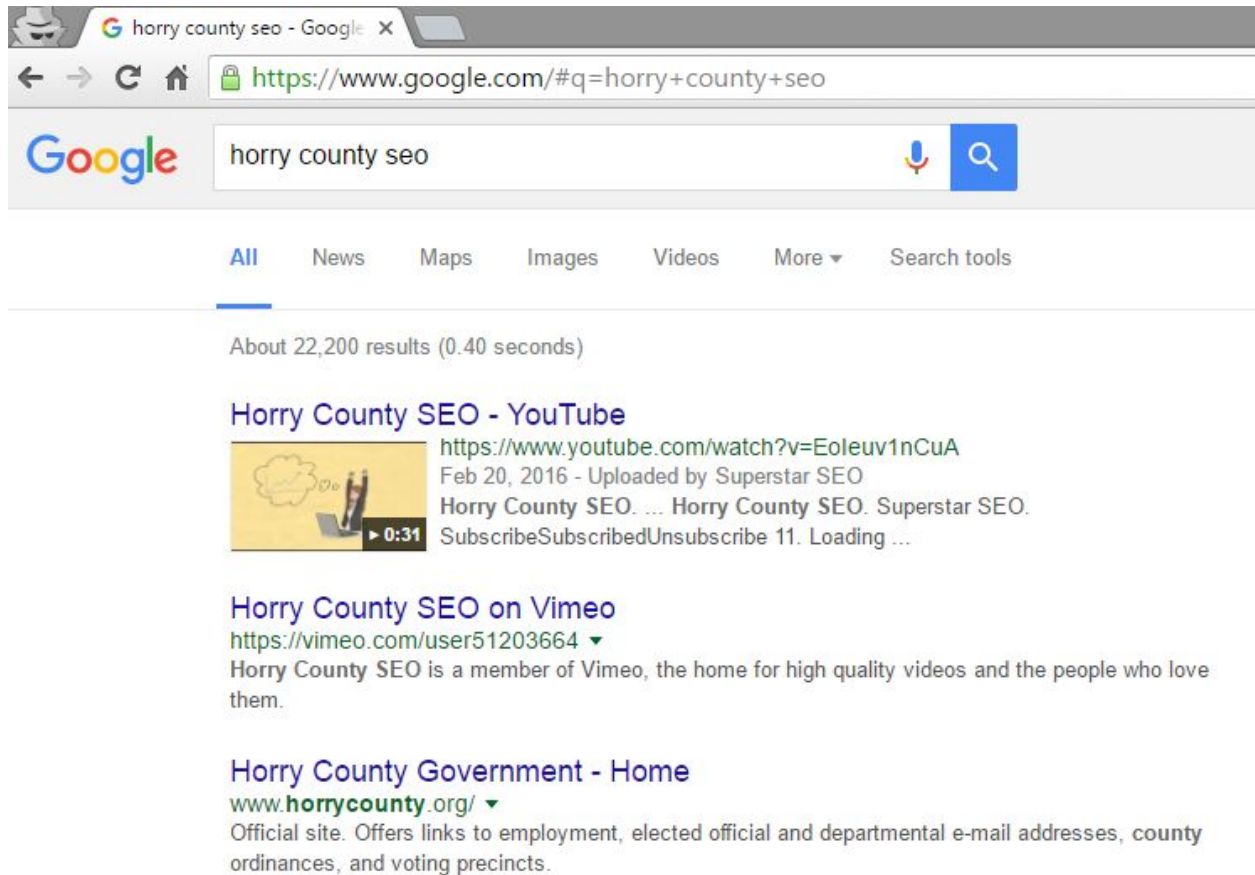 horry county seo - Google
https://www.google.com/#q=horry+county+seo
Google horry county seo
All News Maps Images Videos More Search tools
About 22,200 results (0.40 seconds)
Horry County SEO - YouTube
https://www.youtube.com/watch?v=EoIeuv1nCuA
Feb 20, 2016 - Uploaded by Superstar SEO
Horry County SEO. ... Horry County SEO. Superstar SEO.
0:31 SubscribeSubscribedUnsubscribe 11. Loading ...
Horry County SEO on Vimeo
https://vimeo.com/user51203664
Horry County SEO is a member of Vimeo, the home for high quality videos and the people who love
them.
Horry County Government - Home
www.horrycounty.org/
Official site. Offers links to employment, elected official and departmental e-mail addresses, county
ordinances, and voting precincts.